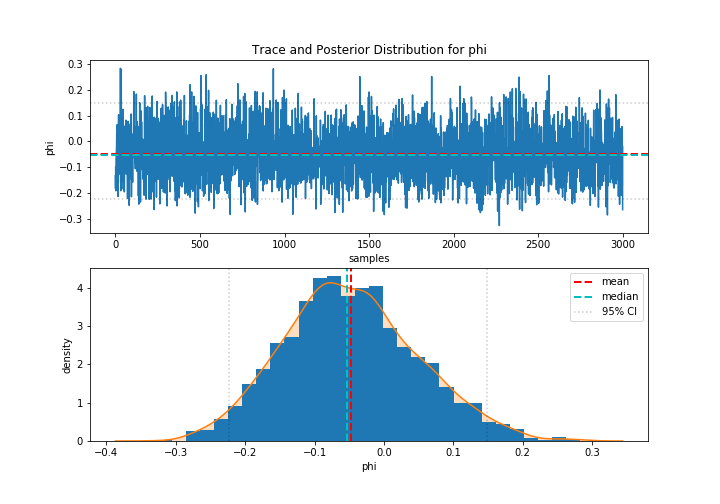 Trace and Posterior Distribution for phi
0.3
0.2
0.1
0.0
−0.1
−0.2
−0.3
phi
0 500 1000 1500 2000 2500 3000
samples
mean
median
95% CI
4
3
2
1
0
density
−0.4 −0.3 −0.2 −0.1 0.0 0.1 0.2 0.3
phi